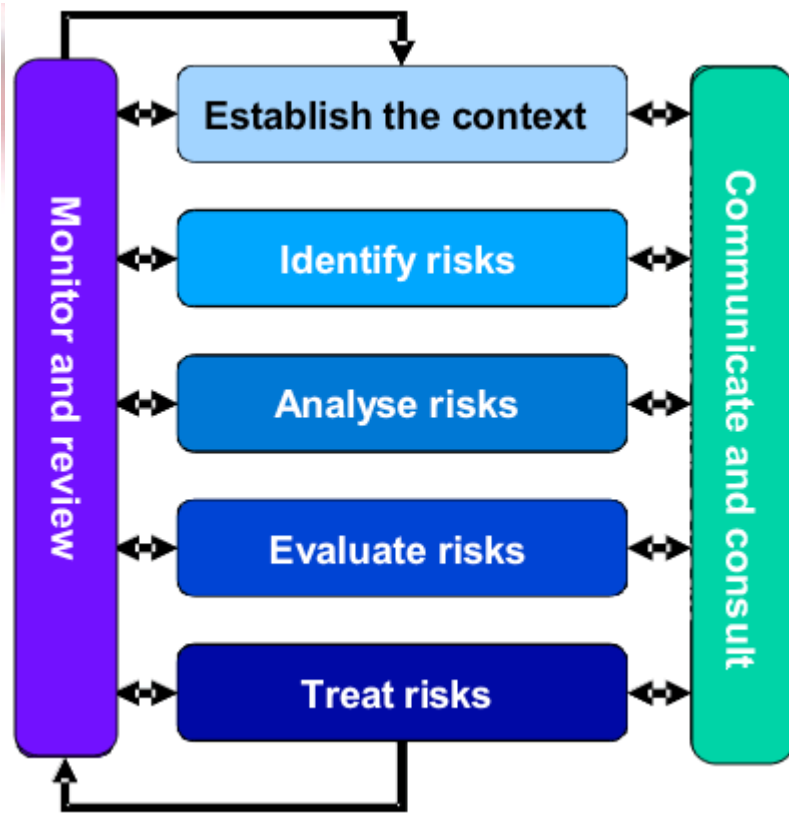 Establish the context
Identify risks
Analyse risks
Evaluate risks
Treat risks
Monitor and review
Communicate and consult